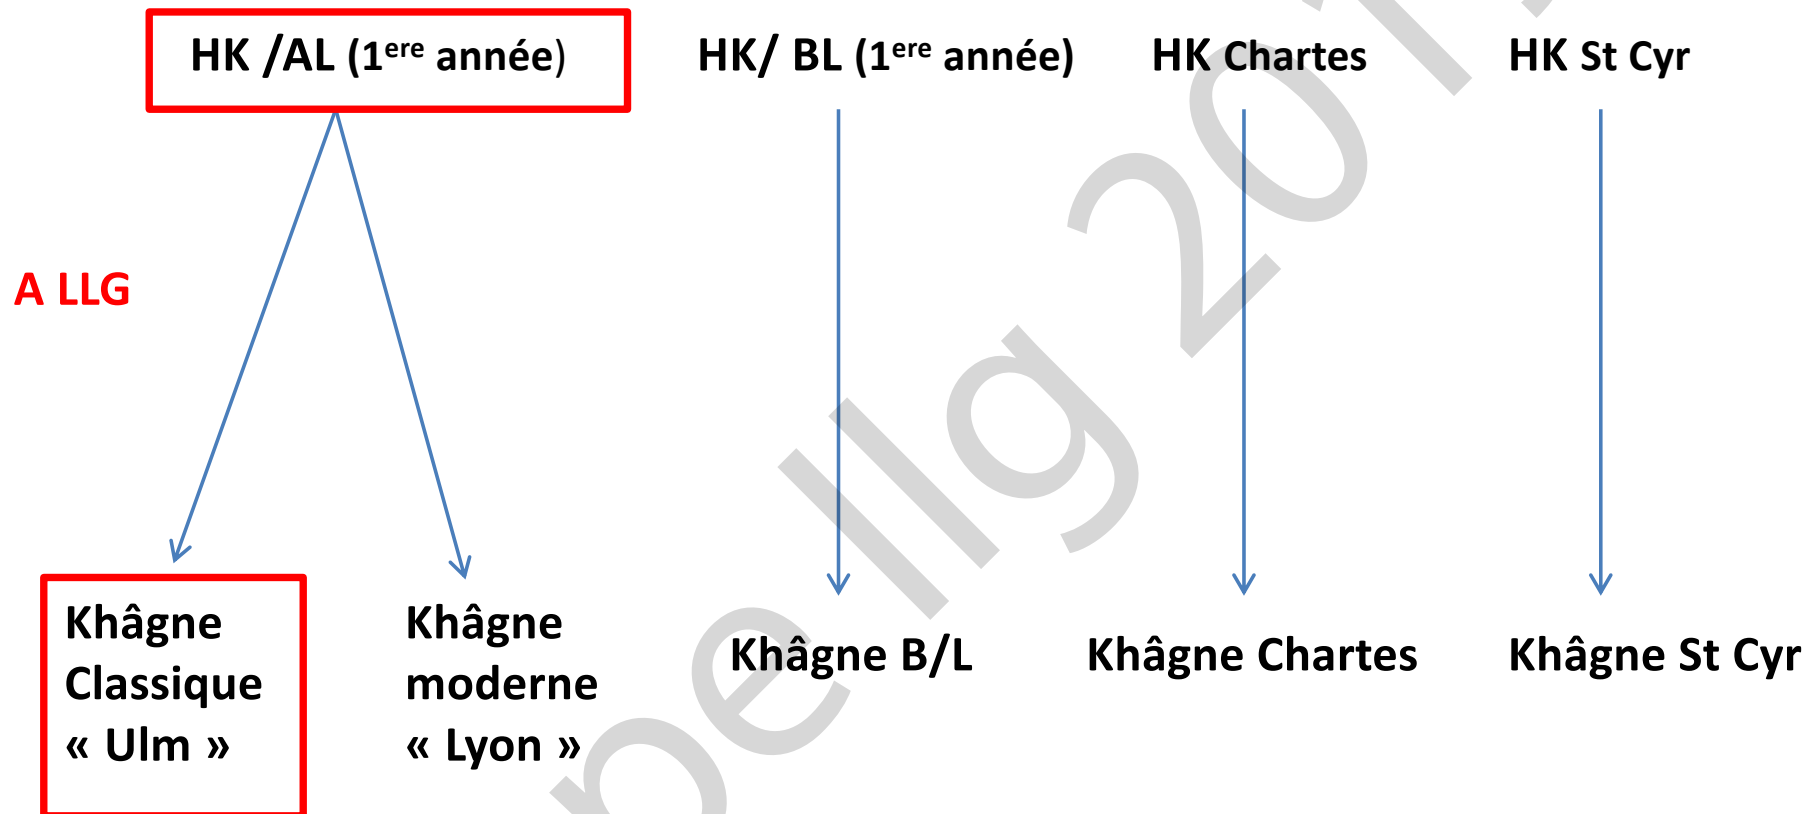 HK /AL (1ere année)
HK/ BL (1ere année)
HK Chartes
HK St Cyr
A LLG
Khâgne
Classique
« Ulm »
Khâgne
moderne
« Lyon »
Khâgne B/L
Khâgne Chartes
Khâgne St Cyr
llg